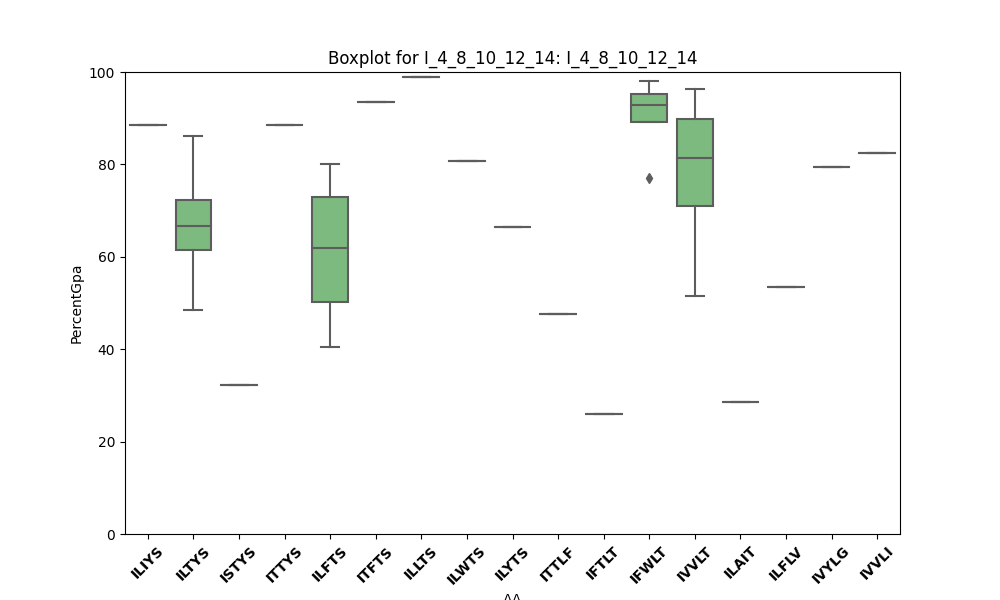 Boxplot for I_4_8_10_12_14: I_4_8_10_12_14
100
80
60
40
20
0
PercentGpa
ILIYS
ILTYS
ISTYS
ITTYS
ILFTS
ITFTS
ILLTS
ILWTS
ILYTS
ITTLF
IFTLT
IFWLT
IVVLT
ILAIT
ILFLV
IVYLG
IVVLI
AA